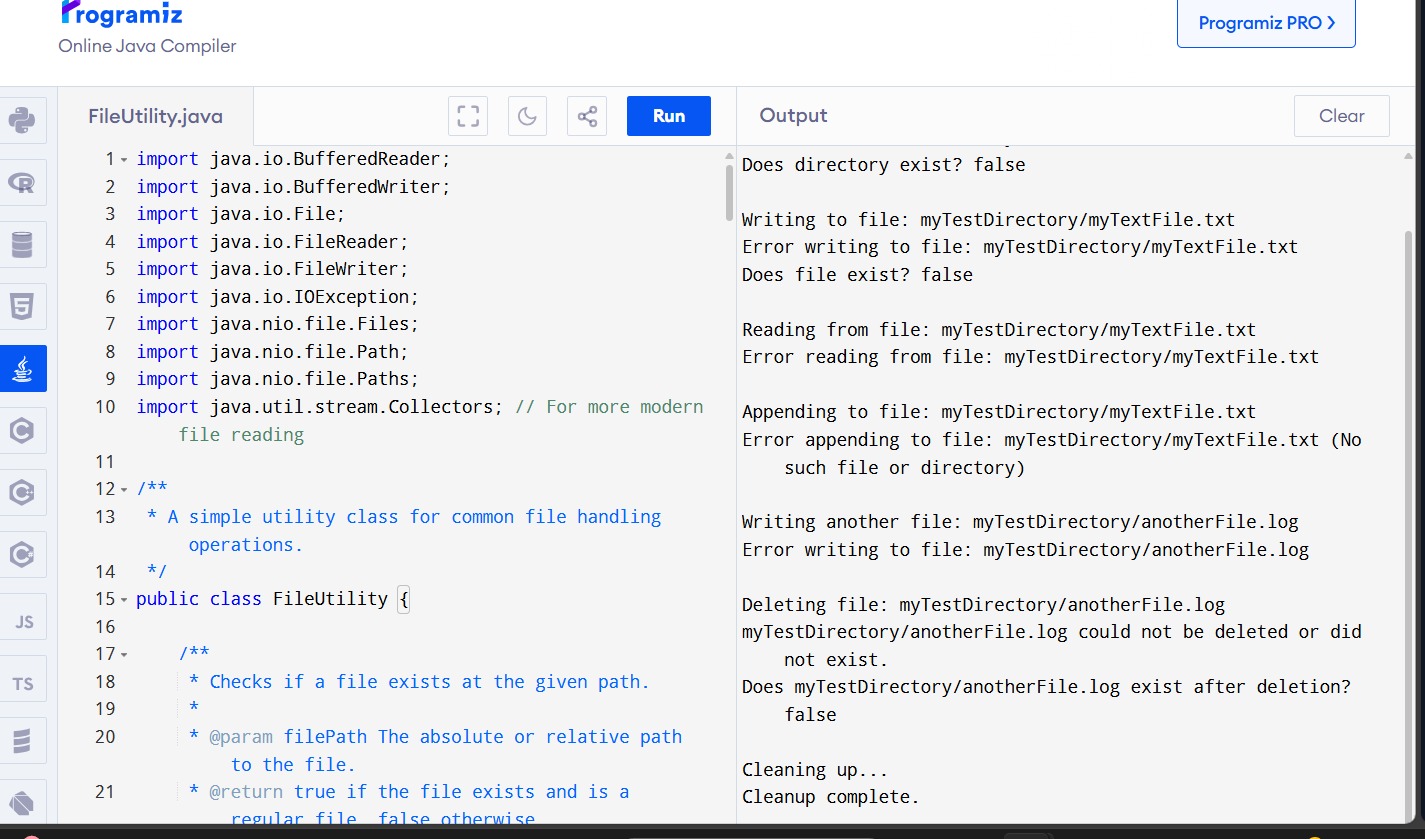 Programiz
Online Java Compiler
Programiz PRO >
FileUtility.java
Run
Output
Clear
1 import java.io.BufferedReader;
2 import java.io.BufferedWriter;
3 import java.io.File;
4 import java.io.FileReader;
5 import java.io.FileWriter;
6 import java.io.IOException;
7 import java.nio.file.Files;
8 import java.nio.file.Path;
9 import java.nio.file.Paths;
10 import java.util.stream.Collectors; // For more modern
file reading
11
12 /**
13 * A simple utility class for common file handling
operations.
14 */
15 public class FileUtility {
16
17 /**
18 * Checks if a file exists at the given path.
19 *
20 * @param filePath The absolute or relative path
to the file.
21 * @return true if the file exists and is a
regular file, false otherwise
Does directory exist? false
Writing to file: myTestDirectory/myTextFile.txt
Error writing to file: myTestDirectory/myTextFile.txt
Does file exist? false
Reading from file: myTestDirectory/myTextFile.txt
Error reading from file: myTestDirectory/myTextFile.txt
Appending to file: myTestDirectory/myTextFile.txt
Error appending to file: myTestDirectory/myTextFile.txt (No
such file or directory)
Writing another file: myTestDirectory/anotherFile.log
Error writing to file: myTestDirectory/anotherFile.log
Deleting file: myTestDirectory/anotherFile.log
myTestDirectory/anotherFile.log could not be deleted or did
not exist.
Does myTestDirectory/anotherFile.log exist after deletion?
false
Cleaning up...
Cleanup complete.
R
5
C
C
C
JS
TS